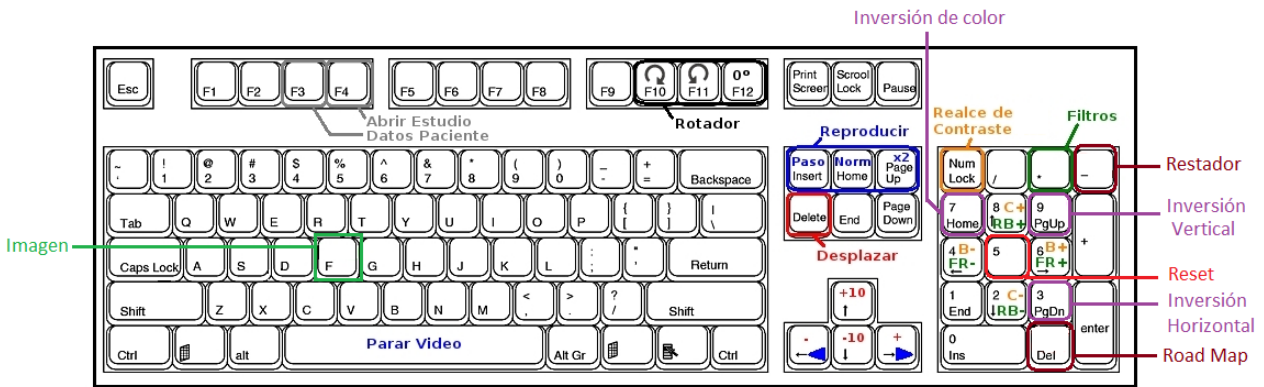 Inversión de color
Esc
F1
F2
F3
F4
F5
F6
F7
F8
F9
F10
F11
0º
F12
Print
Screen
Scrool
Lock
Pause
Abrir Estudio
Datos Paciente
Rotador
Reproducir
Realce de
Contraste
Filtros
~
`
!
1
@
2
#
3
$
4
%
5
^
6
&
7
*
8
(
9
)
0
_
-
+
=
Backspace
Paso
Insert
Norm
Home
x2
Page
Up
Num
Lock
/
*
-
Restador
Tab
Q
W
E
R
T
Y
U
I
O
P
{
[
}
]
|
\
Delete
End
Page
Down
7
Home
8 C+
↑RB+
9
PgUp
+
Inversión
Vertical
Imagen
Caps Lock
A
S
D
F
G
H
J
K
L
:
;
"
'
Return
Desplazar
4 B-
FR-
←
5
6 B+
FR+
→
Reset
Shift
Z
X
C
V
B
N
M
<
,
>
.
?
/
Shift
+10
↑
1
End
2 C-
↓RB-
3
PgDn
enter
Inversión
Horizontal
Ctrl
alt
Parar Video
Alt Gr
Ctrl
-
←
-10
↓
+
→
0
Ins
.
Del
Road Map